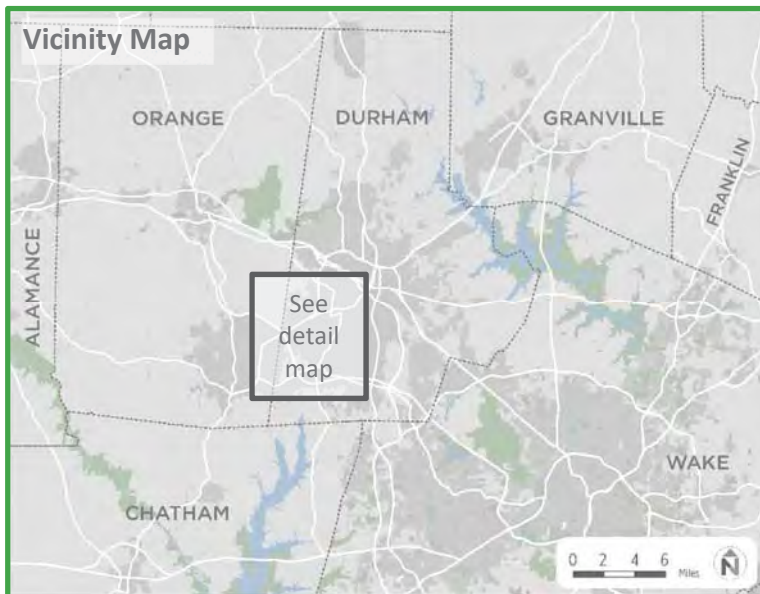 Vicinity Map
ORANGE
DURHAM
GRANVILLE
FRANKLIN
ALAMANCE
See
detail
map
WAKE
CHATHAM
0 2 4 6
Miles
N